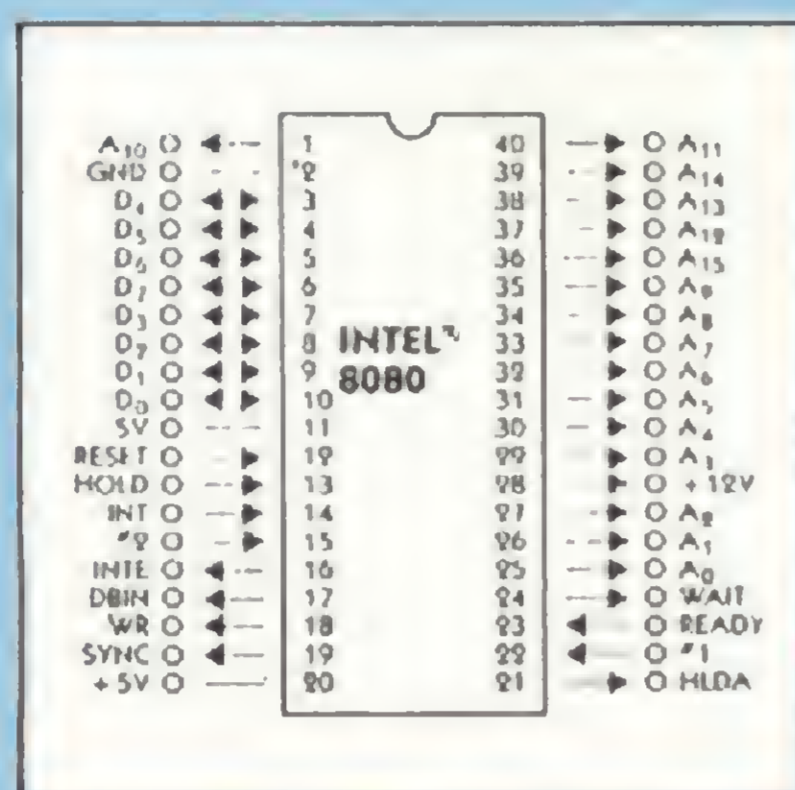 A10 1 40 A11
GND *2 39 A14
D4 3 38 A13
D5 4 37 A12
D6 5 36 A15
D7 6 35 A9
D3 7 34 A8
D2 8 INTEL 33 A7
D1 9 8080 32 A6
D0 10 31 A5
5V 11 30 A4
RESET 12 29 A3
HOLD 13 28 +12V
INT 14 27 A2
2 15 26 A1
INTE 16 25 A0
DBIN 17 24 WAIT
WR 18 23 READY
SYNC 19 22 1
+5V 20 21 HLDA